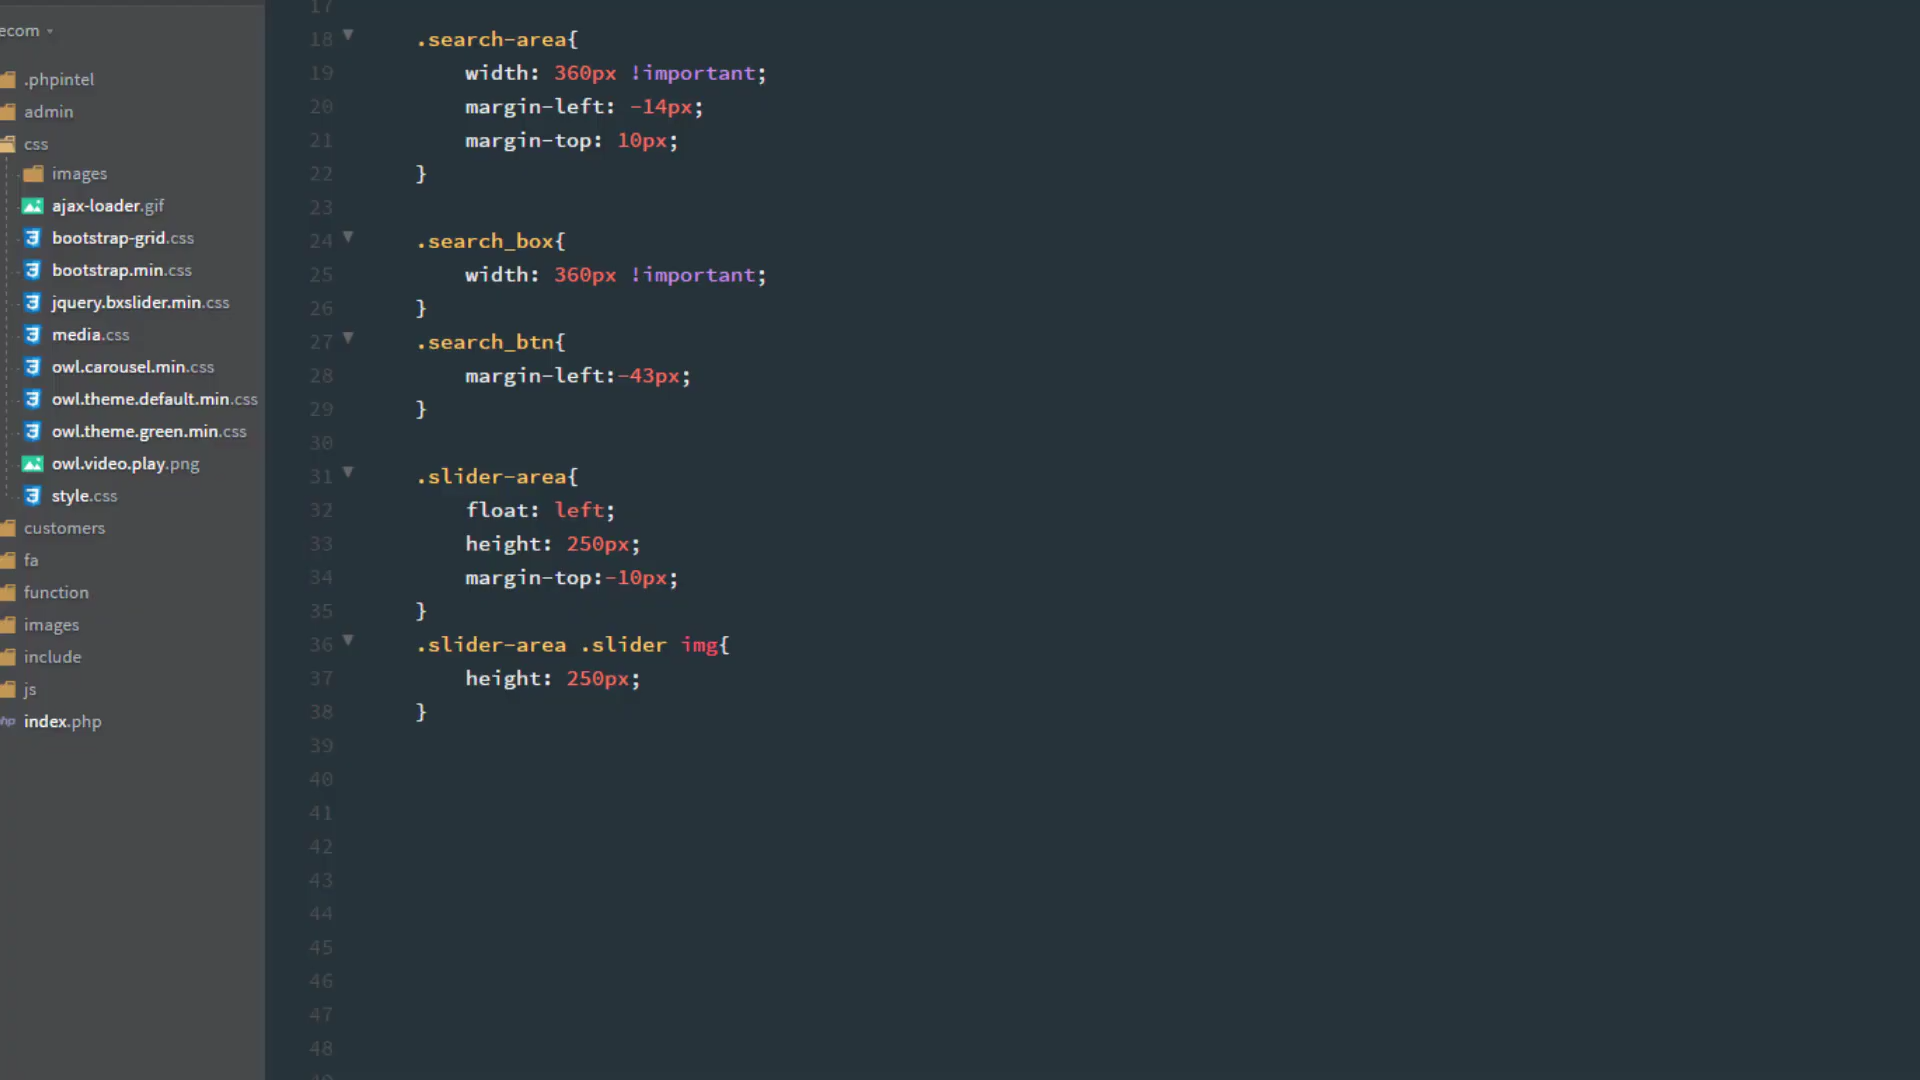 ecom
.phpintel
admin
css
images
ajax-loader.gif
bootstrap-grid.css
bootstrap.min.css
jquery.bxslider.min.css
media.css
owl.carousel.min.css
owl.theme.default.min.css
owl.theme.green.min.css
owl.video.play.png
style.css
customers
fa
function
images
include
js
index.php
17
18 .search-area{
19 width: 360px !important;
20 margin-left: -14px;
21 margin-top: 10px;
22 }
23
24 .search_box{
25 width: 360px !important;
26 }
27 .search_btn{
28 margin-left:-43px;
29 }
30
31 .slider-area{
32 float: left;
33 height: 250px;
34 margin-top:-10px;
35 }
36 .slider-area .slider img{
37 height: 250px;
38 }
39
40
41
42
43
44
45
46
47
48